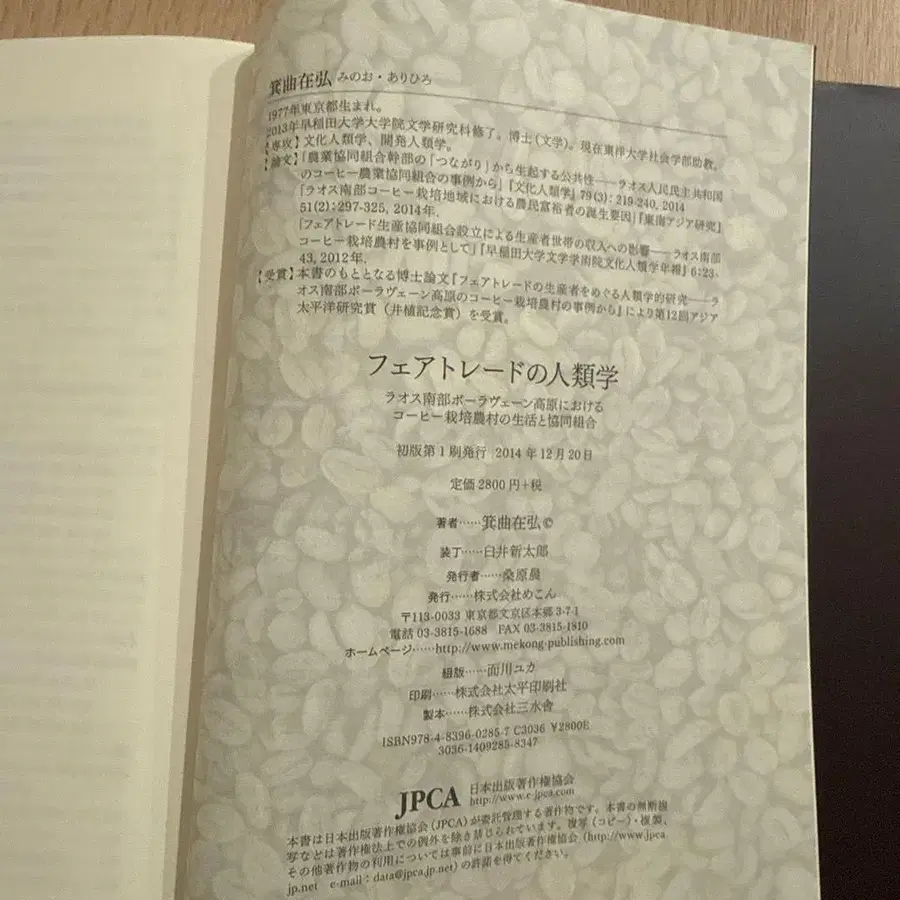 箕曲在弘 みのお・ありひろ
1977年東京都生まれ。
2013年早稲田大学大学院文学研究科修了。博士(文学)。現在東洋大学社会学部助教。
【専攻】文化人類学、開発人類学。
【論文】「農業協同組合幹部の「つながり」から生起する公共性──ラオス人民民主共和国
のコーヒー農業協同組合の事例から」『文化人類学』79(3): 219-240, 2014
「ラオス南部コーヒー栽培地域における農民富裕者の誕生要因」『東南アジア研究』
51(2): 297-325, 2014年.
「フェアトレード生産協同組合設立による生産者世帯の収入への影響──ラオス南部
コーヒー栽培農村を事例として」『早稲田大学文学学術院文化人類学年報』6:23-
43, 2012年.
【受賞】本書のもととなる博士論文『フェアトレードの生産者をめぐる人類学的研究──ラ
オス南部ボーラヴェーン高原のコーヒー栽培農村の事例から』により第12回アジア
太平洋研究賞(井植記念賞)を受賞。
フェアトレードの人類学
ラオス南部ボーラヴェーン高原における
コーヒー栽培農村の生活と協同組合
初版第1刷発行 2014年12月20日
定価2800円+税
著者……箕曲在弘©
装丁……臼井新太郎
発行者……桑原晨
発行……株式会社めこん
〒113-0033 東京都文京区本郷3-7-1
電話 03-3815-1688 FAX 03-3815-1810
ホームページ……http://www.mekong-publishing.com
組版……面川ユカ
印刷……株式会社太平印刷社
製本……株式会社三水舎
ISBN978-4-8396-0285-7 C3036 ¥2800E
3036-1409285-8347
JPCA 日本出版著作権協会
http://www.e-jpca.com
本書は日本出版著作権協会(JPCA)が委託管理する著作物です。本書の無断複
写などは著作権法上での例外を除き禁じられています。複写(コピー)・複製、
その他著作物の利用については事前に日本出版著作権協会(http://www.jpca
jp.net e-mail:data@jpca.jp.net)の許諾を得てください。